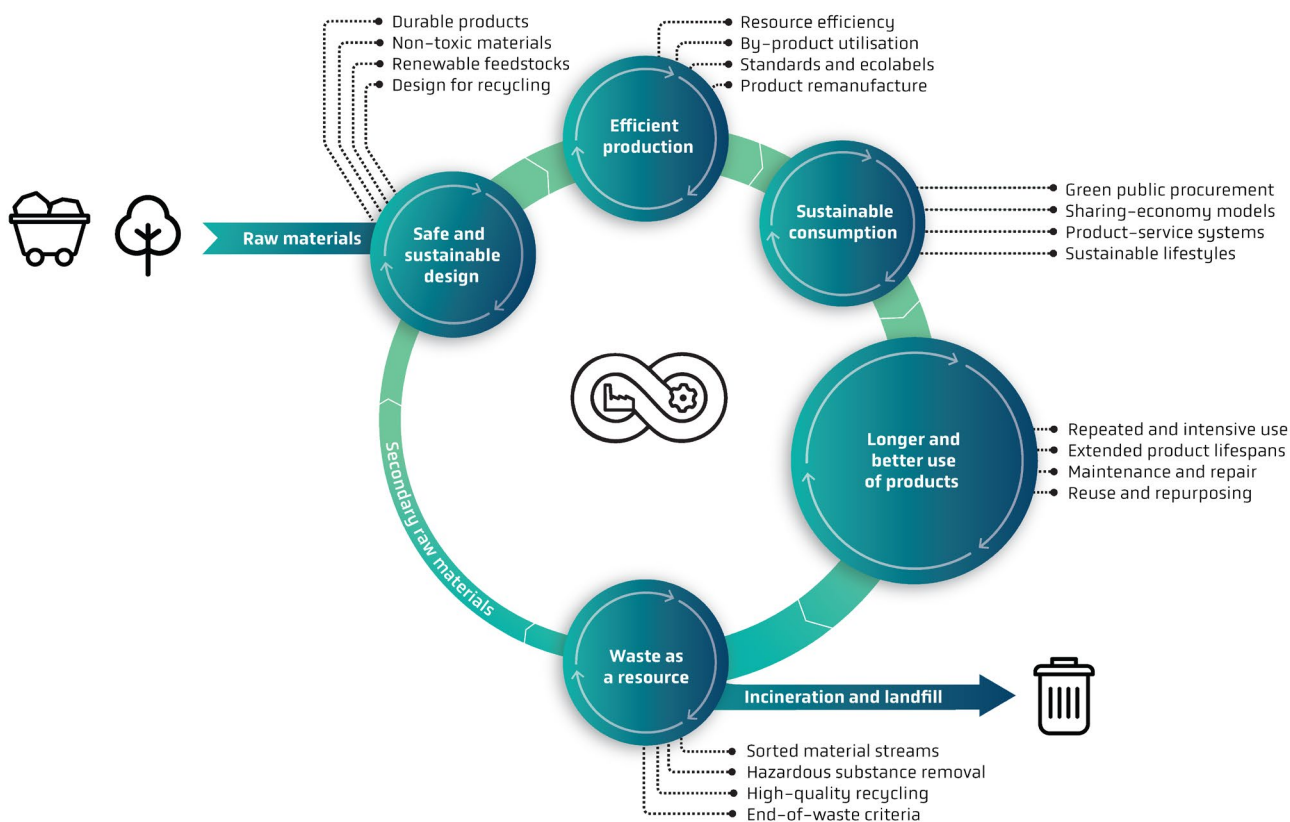 Durable products
Non-toxic materials
Renewable feedstocks
Design for recycling
Resource efficiency
By-product utilisation
Standards and ecolabels
Product remanufacture
Efficient
production
Raw materials
Safe and
sustainable
design
Sustainable
consumption
Green public procurement
Sharing-economy models
Product-service systems
Sustainable lifestyles
Longer and
better use
of products
Repeated and intensive use
Extended product lifespans
Maintenance and repair
Reuse and repurposing
Secondary raw materials
Waste as
a resource
Incineration and landfill
Sorted material streams
Hazardous substance removal
High-quality recycling
End-of-waste criteria